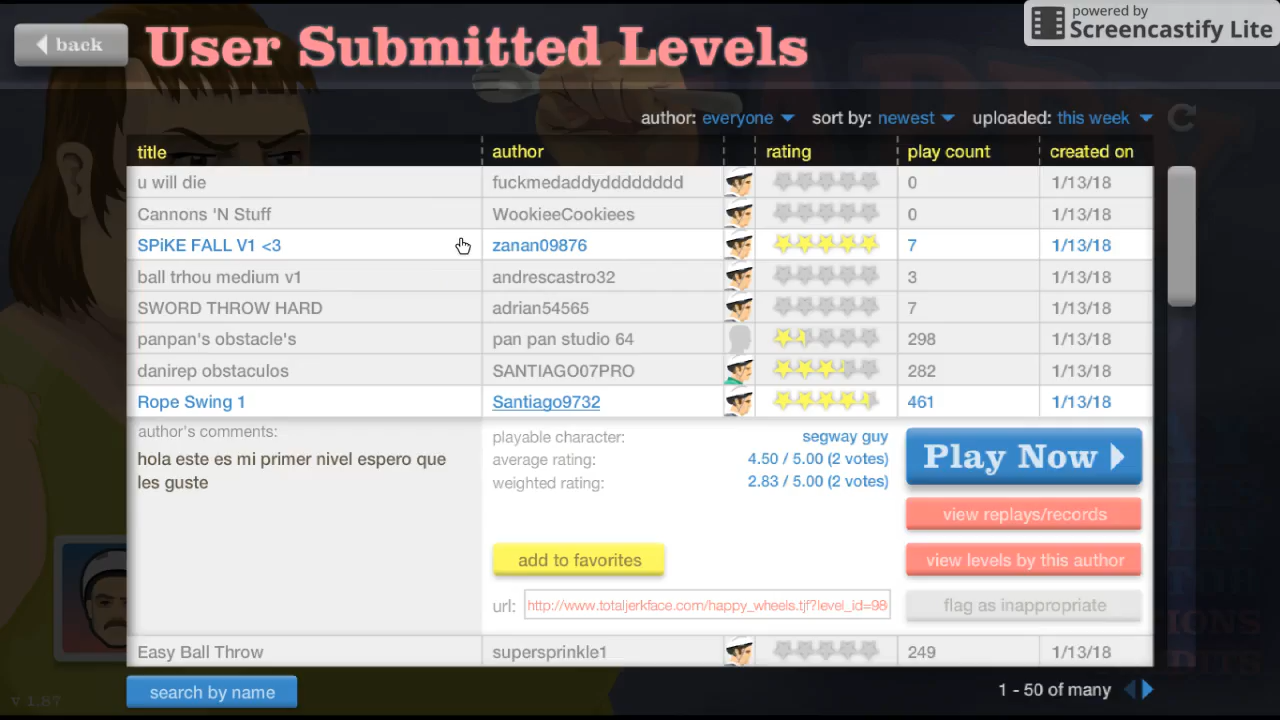 back
User Submitted Levels
powered by
Screencastify Lite
author: everyone sort by: newest uploaded: this week
title author rating play count created on
u will die fuckmedaddydddddddd 0 1/13/18
Cannons 'N Stuff WookieeCookiees 0 1/13/18
SPiKE FALL V1 <3 zanan09876 7 1/13/18
ball trhou medium v1 andrescastro32 3 1/13/18
SWORD THROW HARD adrian54565 7 1/13/18
panpan's obstacle's pan pan studio 64 298 1/13/18
danirep obstaculos SANTIAGO07PRO 282 1/13/18
Rope Swing 1 Santiago9732 461 1/13/18
author's comments:
hola este es mi primer nivel espero que
les guste
playable character: segway guy
average rating: 4.50 / 5.00 (2 votes)
weighted rating: 2.83 / 5.00 (2 votes)
add to favorites
url: http://www.totaljerkface.com/happy_wheels.tjf?level_id=98
Play Now
view replays/records
view levels by this author
flag as inappropriate
Easy Ball Throw supersprinkle1 249 1/13/18
search by name
1 - 50 of many
v 1.87